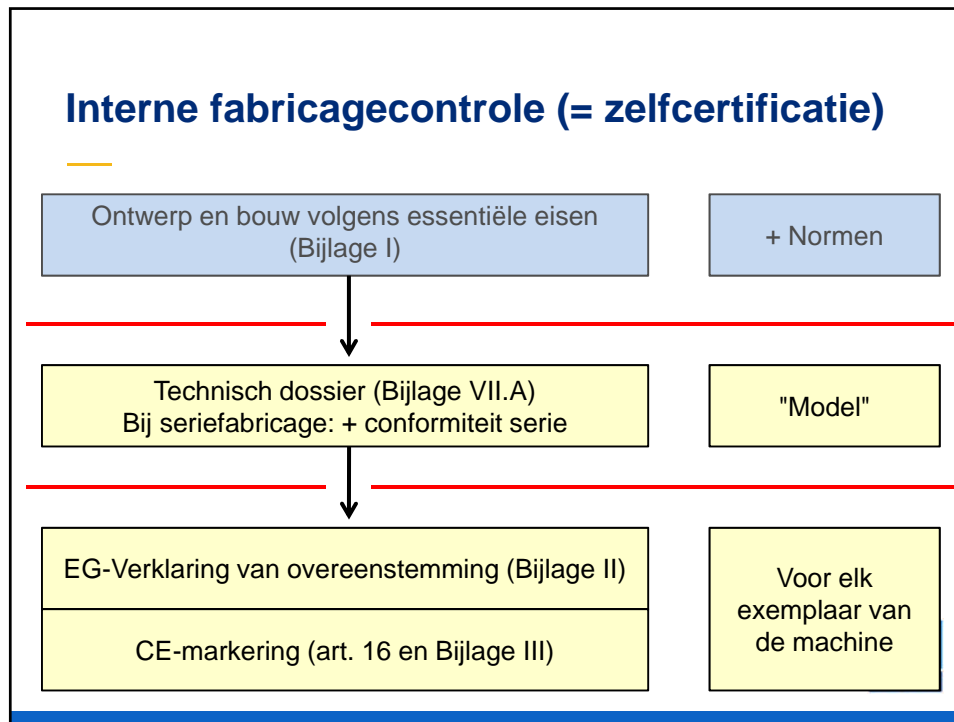 Interne fabricagecontrole (= zelfcertificatie)
Ontwerp en bouw volgens essentiële eisen
(Bijlage I)
+ Normen
Technisch dossier (Bijlage VII.A)
Bij seriefabricage: + conformiteit serie
"Model"
EG-Verklaring van overeenstemming (Bijlage II)
CE-markering (art. 16 en Bijlage III)
Voor elk
exemplaar van
de machine